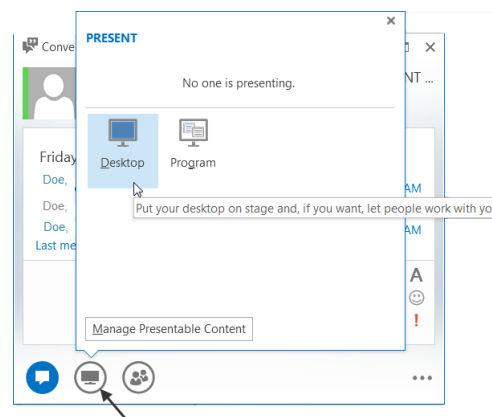 Conve
PRESENT
NT ...
No one is presenting.
Desktop
Program
Friday
Doe,
AM
Put your desktop on stage and, if you want, let people work with yo
Doe,
Doe,
AM
Last me
A
!
Manage Presentable Content
...